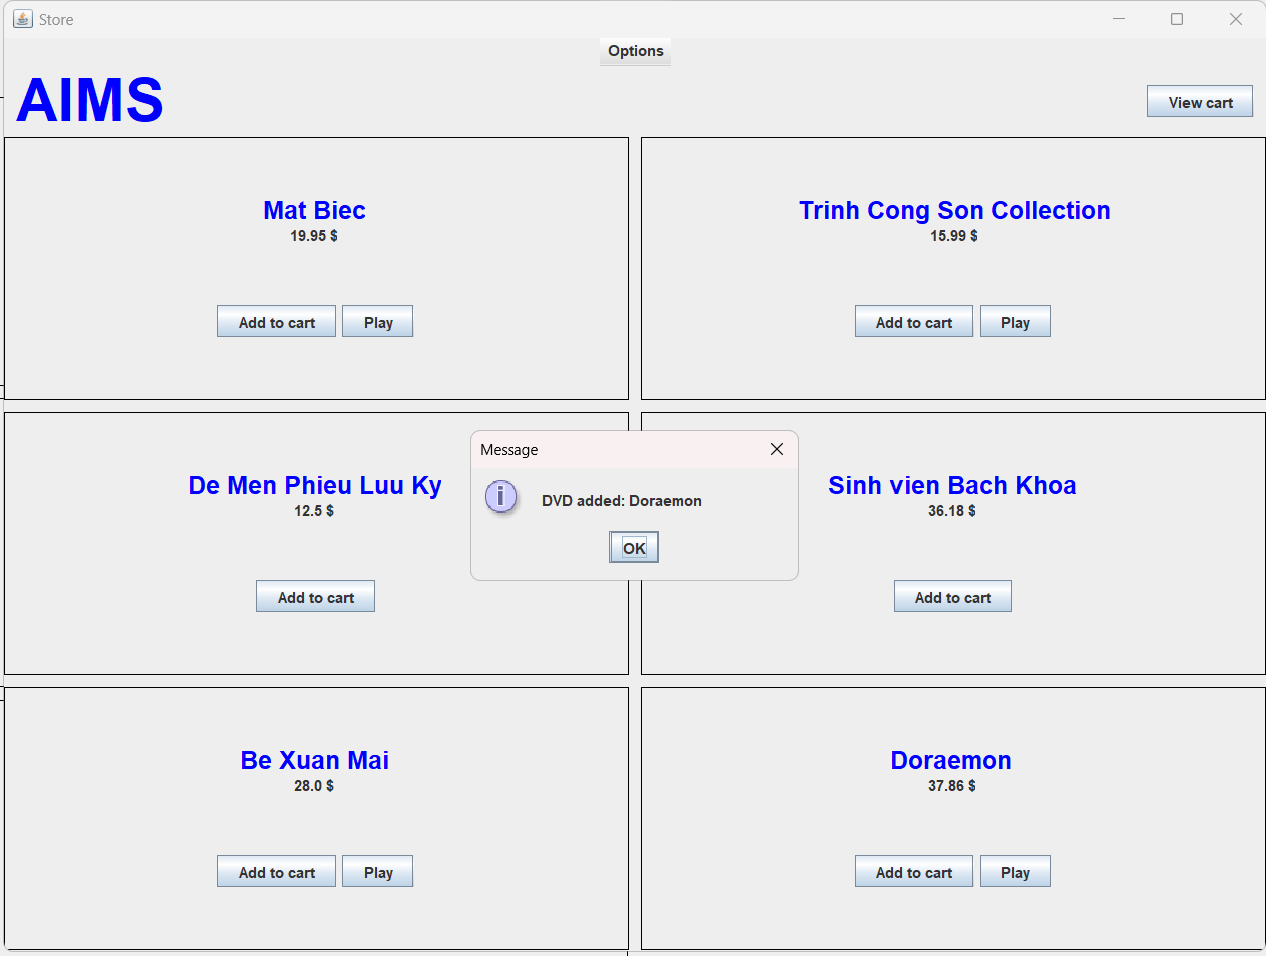 Store
Options
AIMS
View cart
Mat Biec
19.95 $
Add to cart
Play
Trinh Cong Son Collection
15.99 $
Add to cart
Play
De Men Phieu Luu Ky
12.5 $
Add to cart
Sinh vien Bach Khoa
36.18 $
Add to cart
Message
i
DVD added: Doraemon
OK
Be Xuan Mai
28.0 $
Add to cart
Play
Doraemon
37.86 $
Add to cart
Play